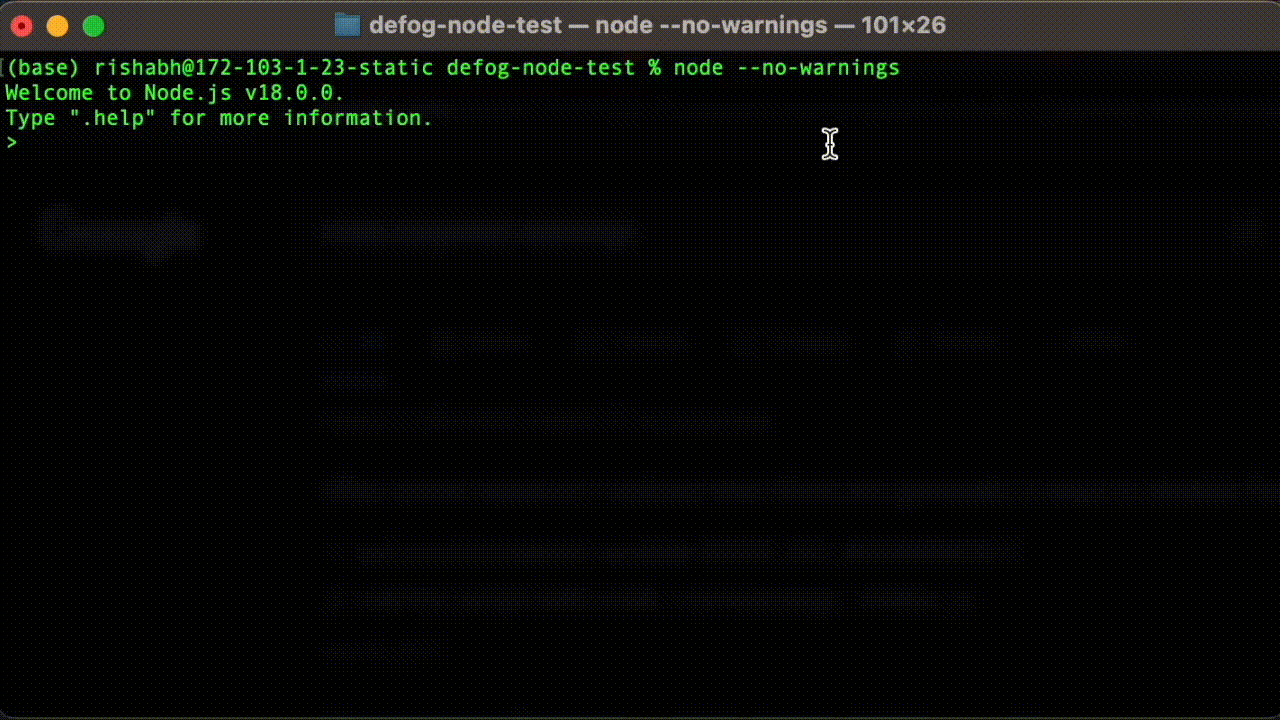 defog-node-test — node --no-warnings — 101×26
(base) rishabh@172-103-1-23-static defog-node-test % node --no-warnings
Welcome to Node.js v18.0.0.
Type ".help" for more information.
>